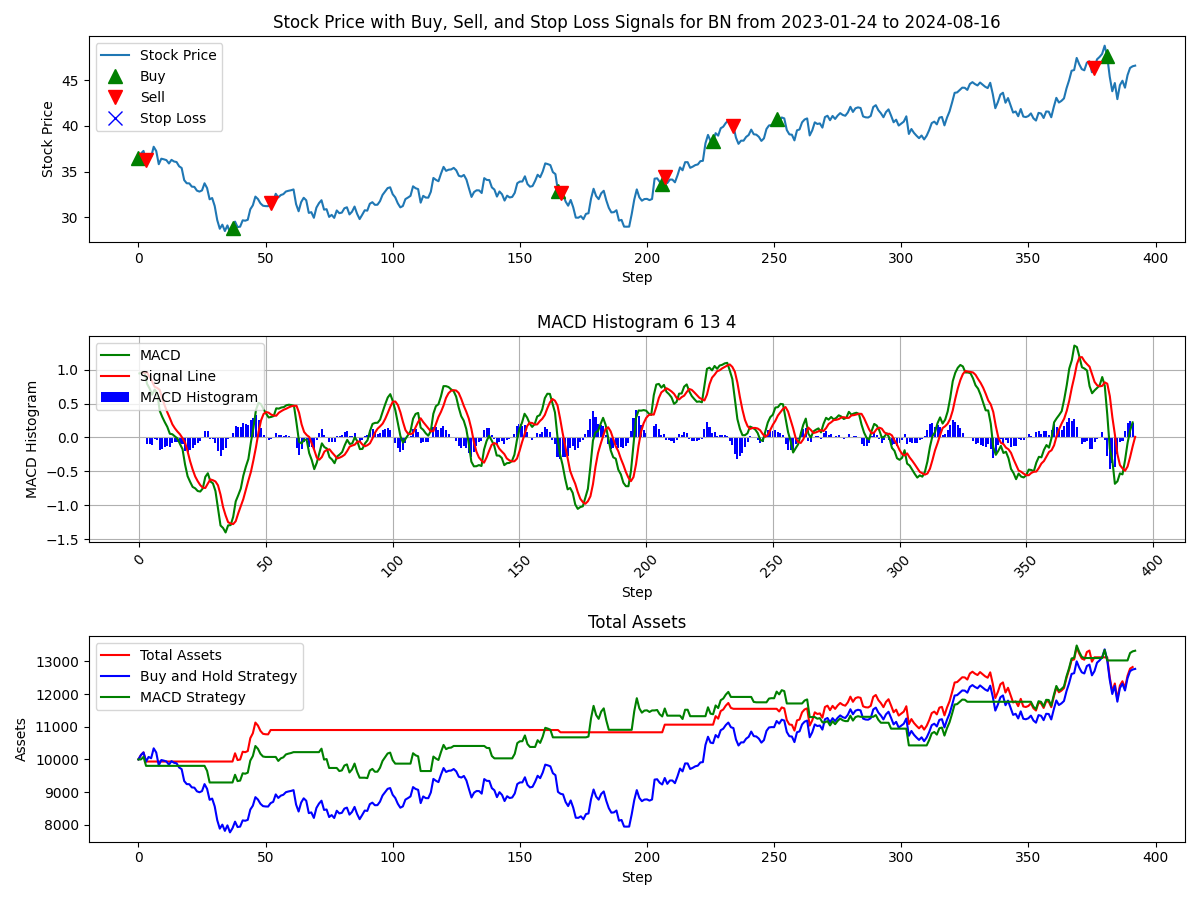 Stock Price with Buy, Sell, and Stop Loss Signals for BN from 2023-01-24 to 2024-08-16
Stock Price
Buy
Sell
Stop Loss
Stock Price
45
40
35
30
0 50 100 150 200 250 300 350 400
Step
MACD Histogram 6 13 4
MACD
Signal Line
MACD Histogram
MACD Histogram
1.0
0.5
0.0
−0.5
−1.0
−1.5
0 50 100 150 200 250 300 350 400
Step
Total Assets
Total Assets
Buy and Hold Strategy
MACD Strategy
Assets
13000
12000
11000
10000
9000
8000
0 50 100 150 200 250 300 350 400
Step